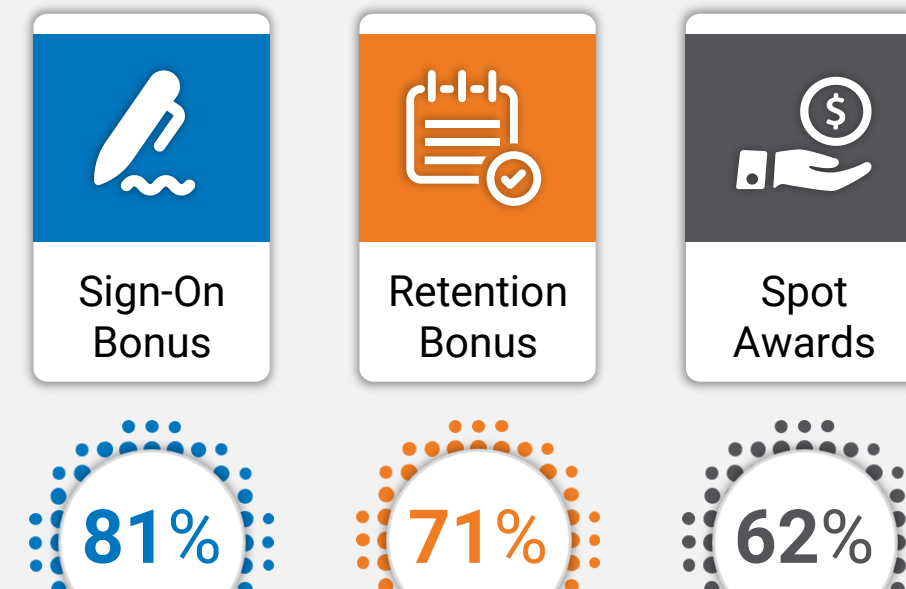 $
Sign-On
Bonus
Retention
Bonus
Spot
Awards
81%
71%
62%